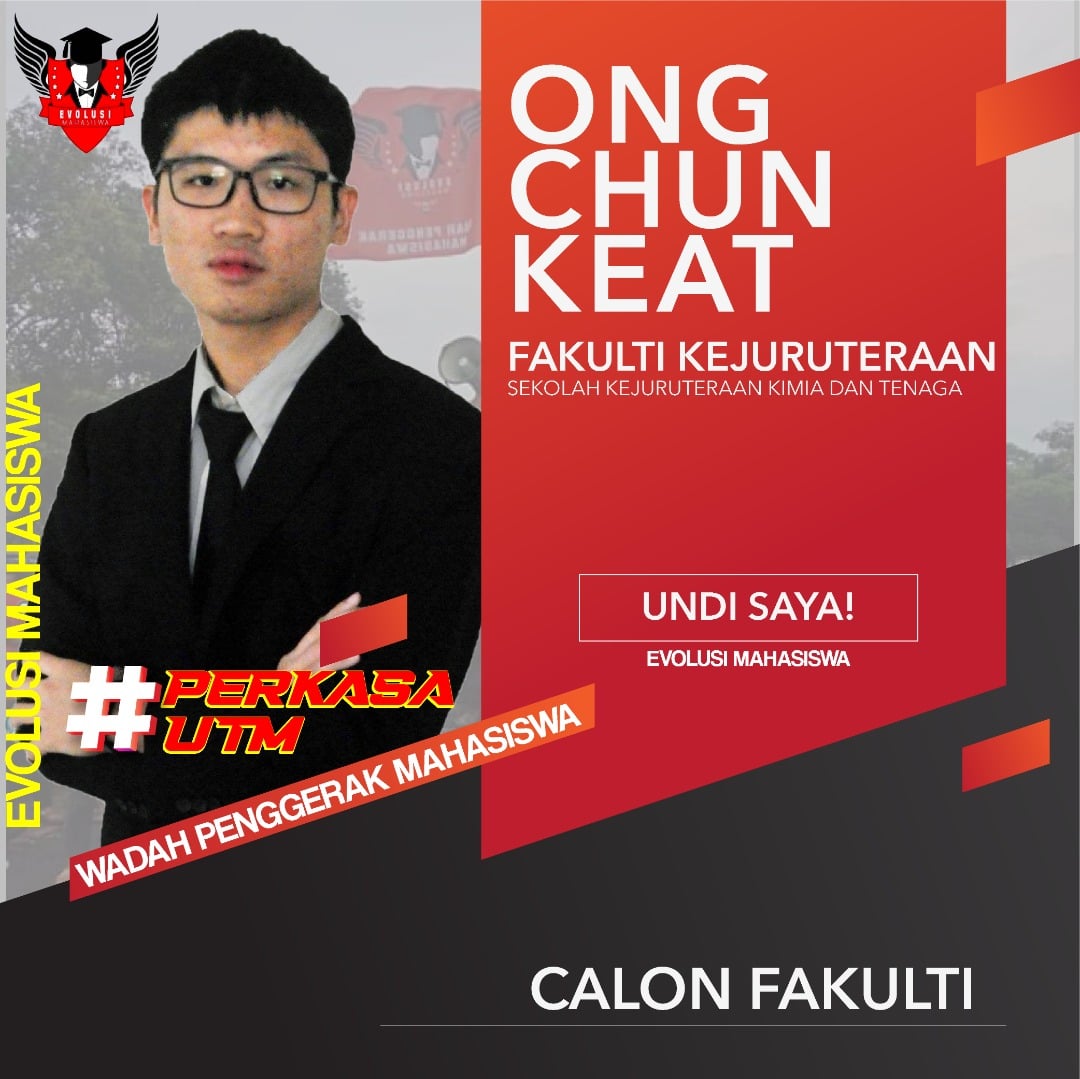 EVOLUSI
MAHASISWA
ONG
CHUN
KEAT
FAKULTI KEJURUTERAAN
SEKOLAH KEJURUTERAAN KIMIA DAN TENAGA
UNDI SAYA!
EVOLUSI MAHASISWA
EVOLUSI MAHASISWA
#PERKASA
UTM
WADAH PENGGERAK MAHASISWA
CALON FAKULTI